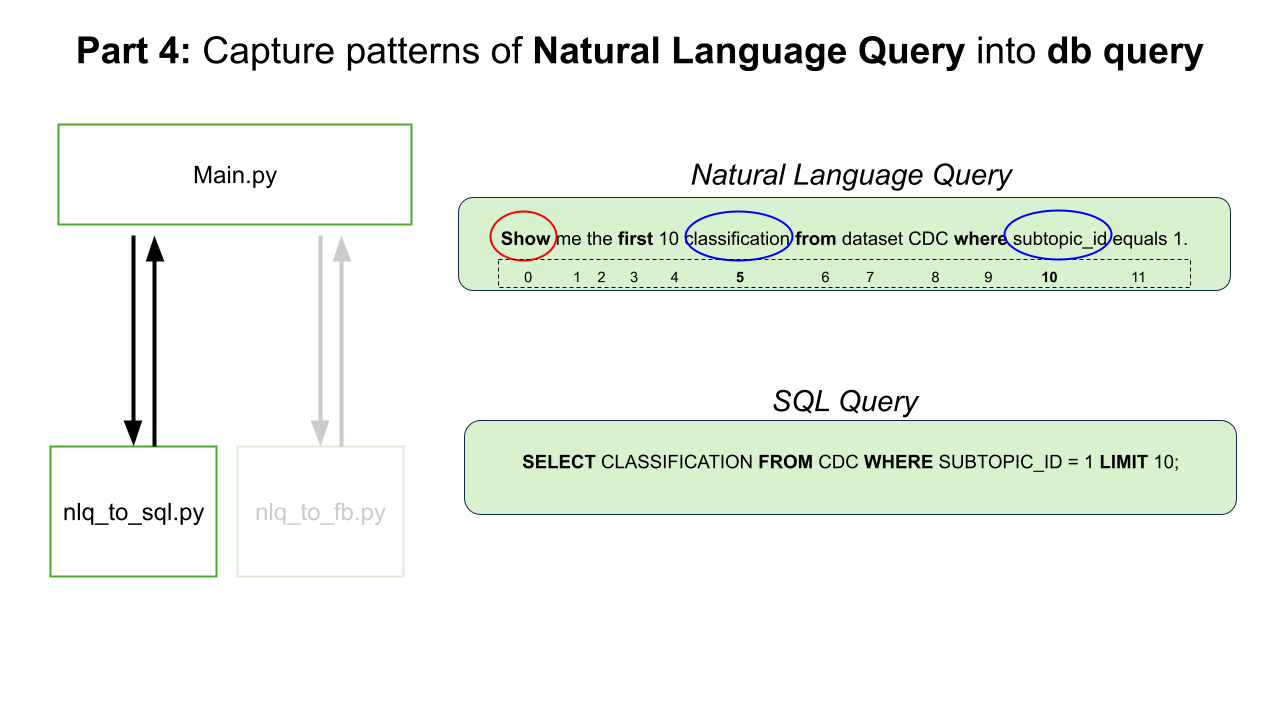 Part 4: Capture patterns of Natural Language Query into db query
Main.py
Natural Language Query
Show me the first 10 classification from dataset CDC where subtopic_id equals 1.
0 1 2 3 4 5 6 7 8 9 10 11
SQL Query
SELECT CLASSIFICATION FROM CDC WHERE SUBTOPIC_ID = 1 LIMIT 10;
nlq_to_sql.py
nlq_to_fb.py